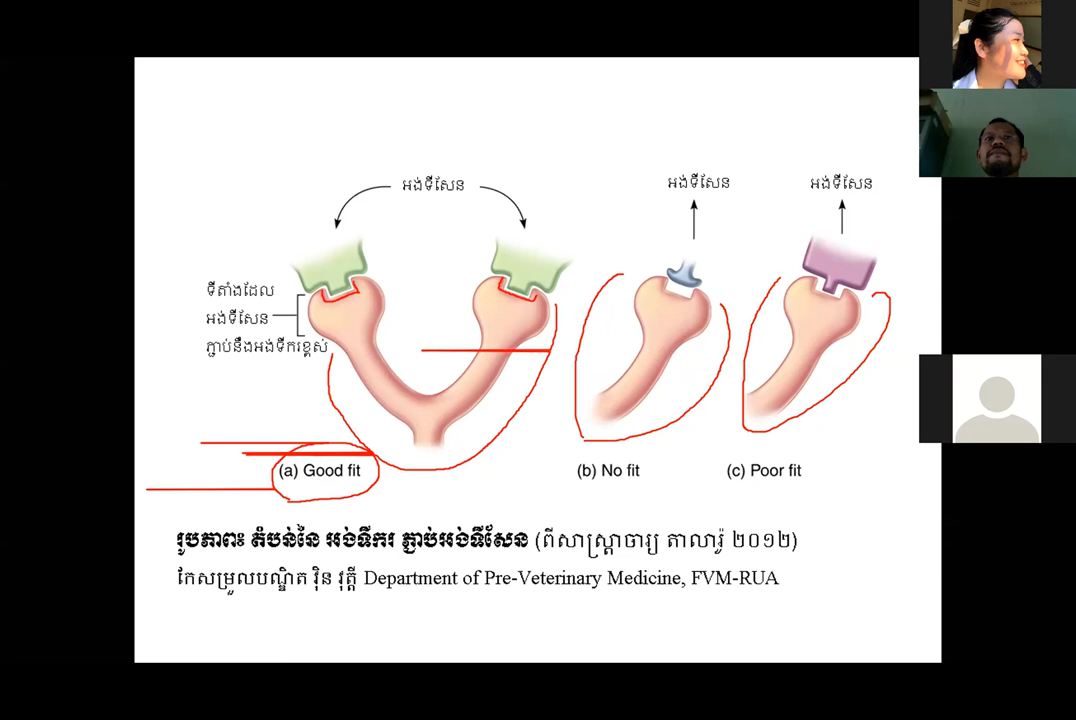 អង់ទីសែន
អង់ទីសែន
អង់ទីសែន
ទីតាំងដែល
អង់ទីសែន
ភ្ជាប់នឹងអង់ទីករខ្ពស់
(a) Good fit
(b) No fit
(c) Poor fit
រូបភាព៖ តំបន់នៃ អង់ទីករ ភ្ជាប់អង់ទីសែន (ពីសាស្ត្រាចារ្យ តាលារ៉ូ ២០១២)
កែសម្រួលបណ្ឌិត វ៉ិន វុត្តី Department of Pre-Veterinary Medicine, FVM-RUA